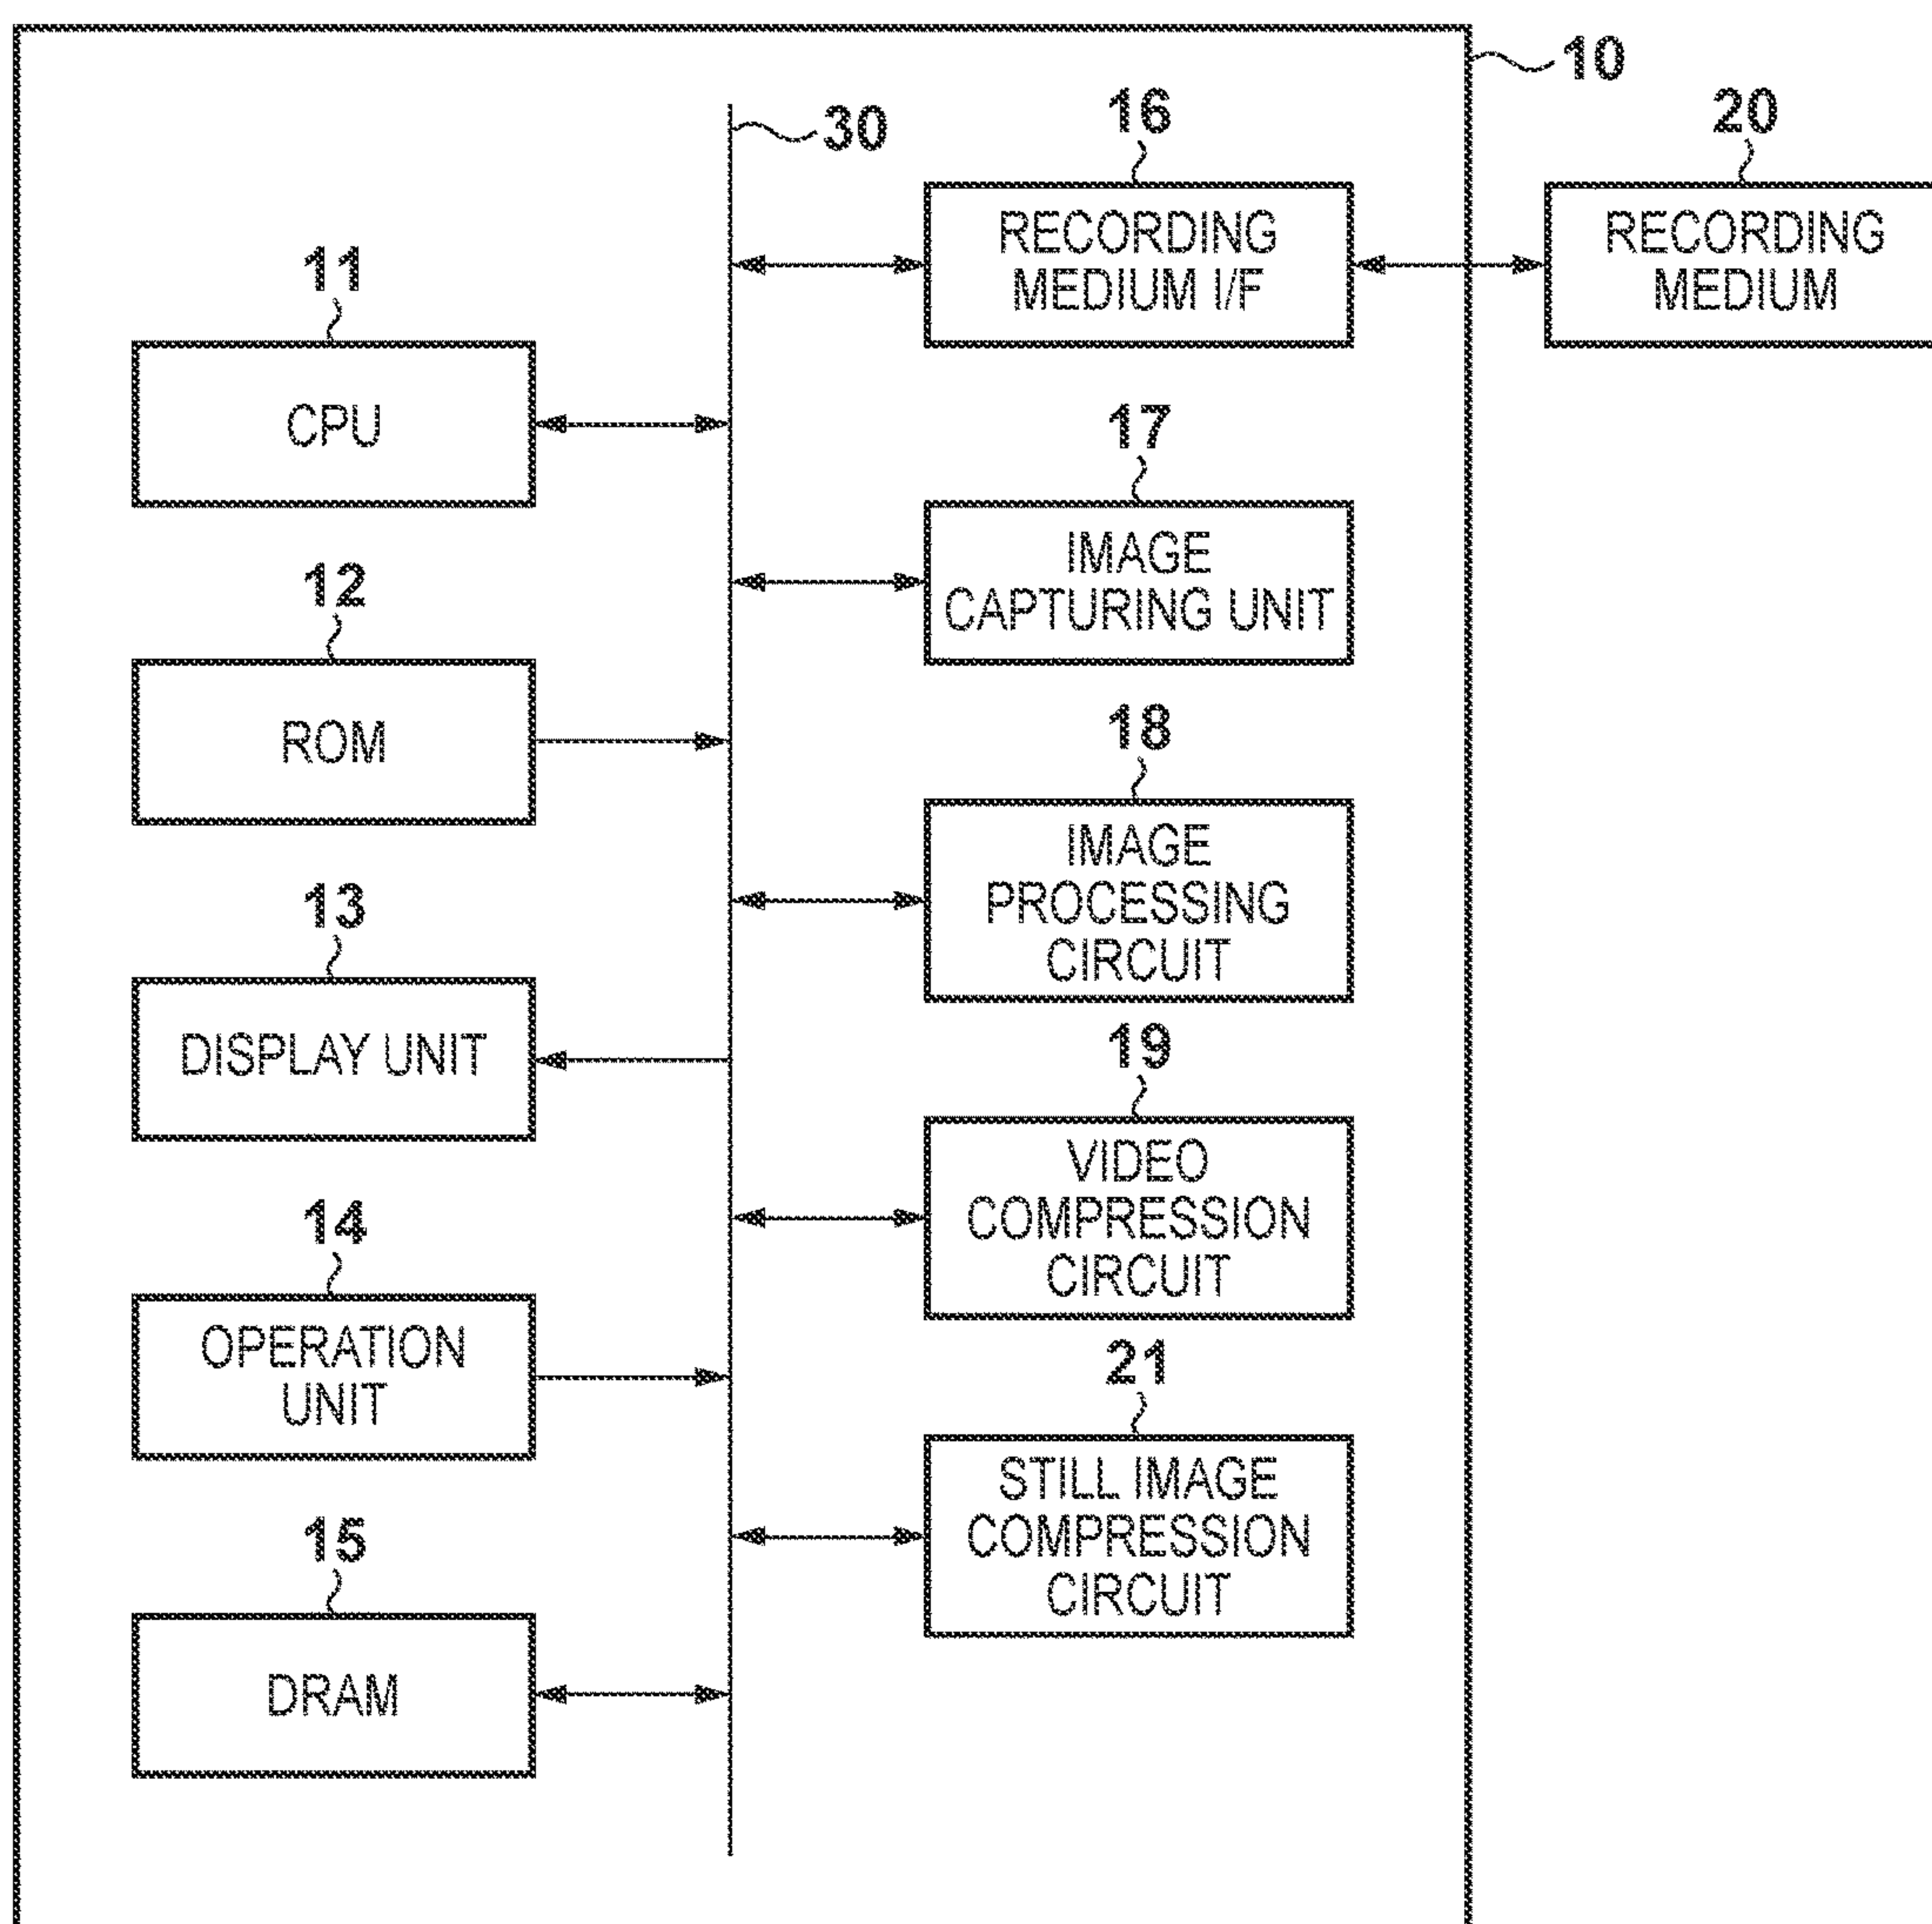 10
30
16
20
RECORDING
MEDIUM I/F
RECORDING
MEDIUM
11
CPU
17
IMAGE
CAPTURING UNIT
12
ROM
18
IMAGE
PROCESSING
CIRCUIT
13
DISPLAY UNIT
19
VIDEO
COMPRESSION
CIRCUIT
14
OPERATION
UNIT
21
STILL IMAGE
COMPRESSION
CIRCUIT
15
DRAM